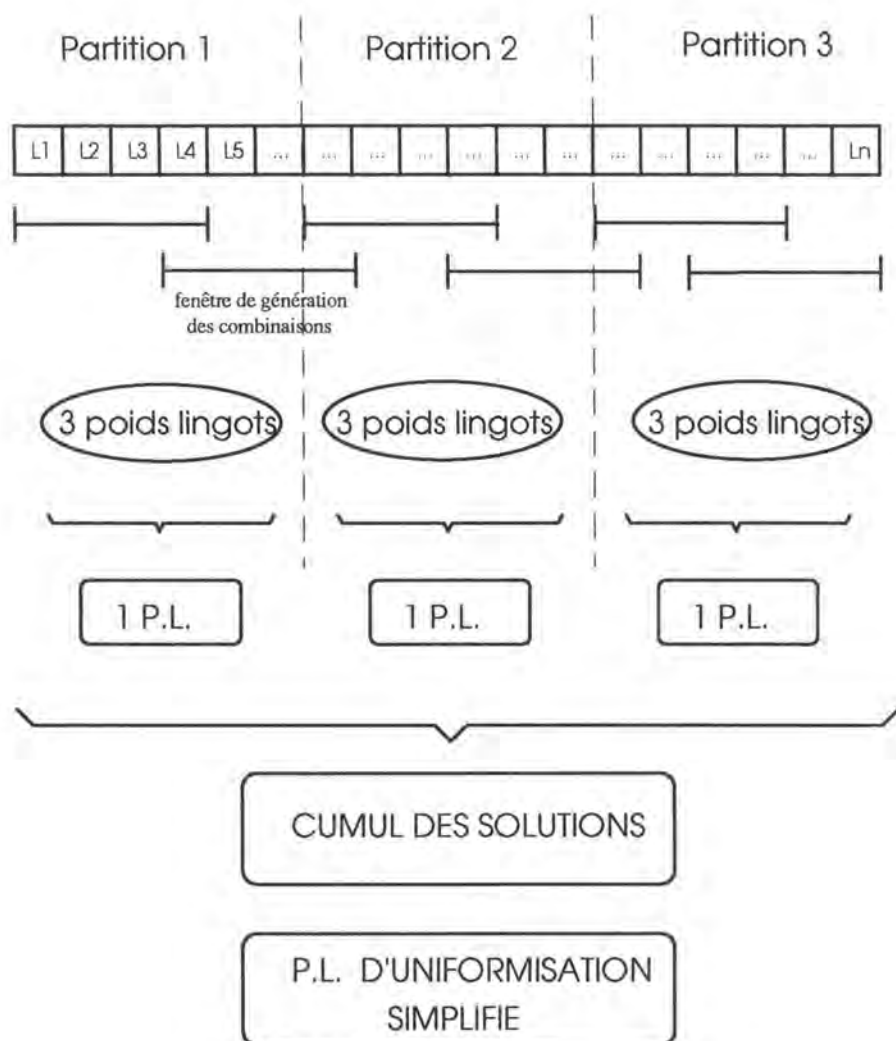 Partition 1 Partition 2 Partition 3
L1 L2 L3 L4 L5 ... ... ... ... ... ... ... ... ... ... ... ... Ln
fenêtre de génération
des combinaisons
3 poids lingots 3 poids lingots 3 poids lingots
1 P.L. 1 P.L. 1 P.L.
CUMUL DES SOLUTIONS
P.L. D'UNIFORMISATION
SIMPLIFIE